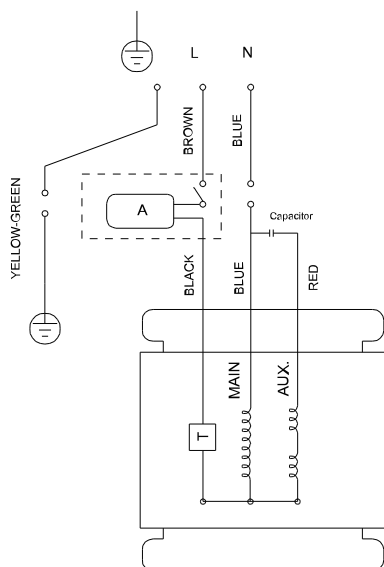 L
N
BROWN
BLUE
YELLOW-GREEN
A
Capacitor
BLACK
BLUE
RED
MAIN
AUX.
T